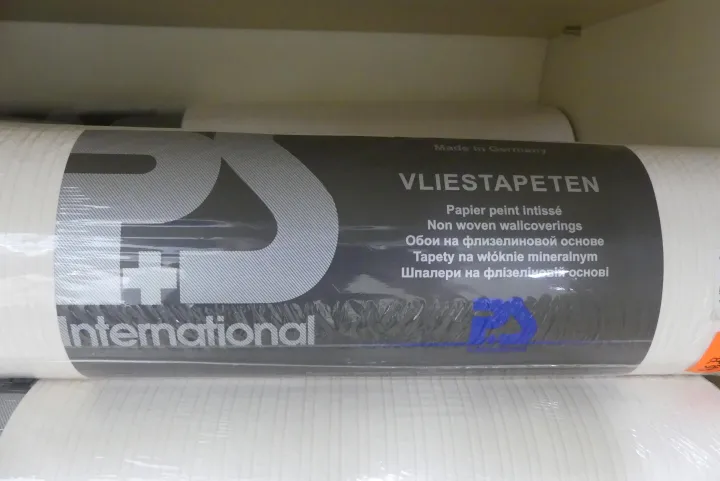 Made in Germany
VLIESTAPETEN
Papier peint intissé
Non woven wallcoverings
Обои на флизелиновой основе
Tapety na włóknie mineralnym
Шпалери на флізеліновій основі
P+S
International
PS